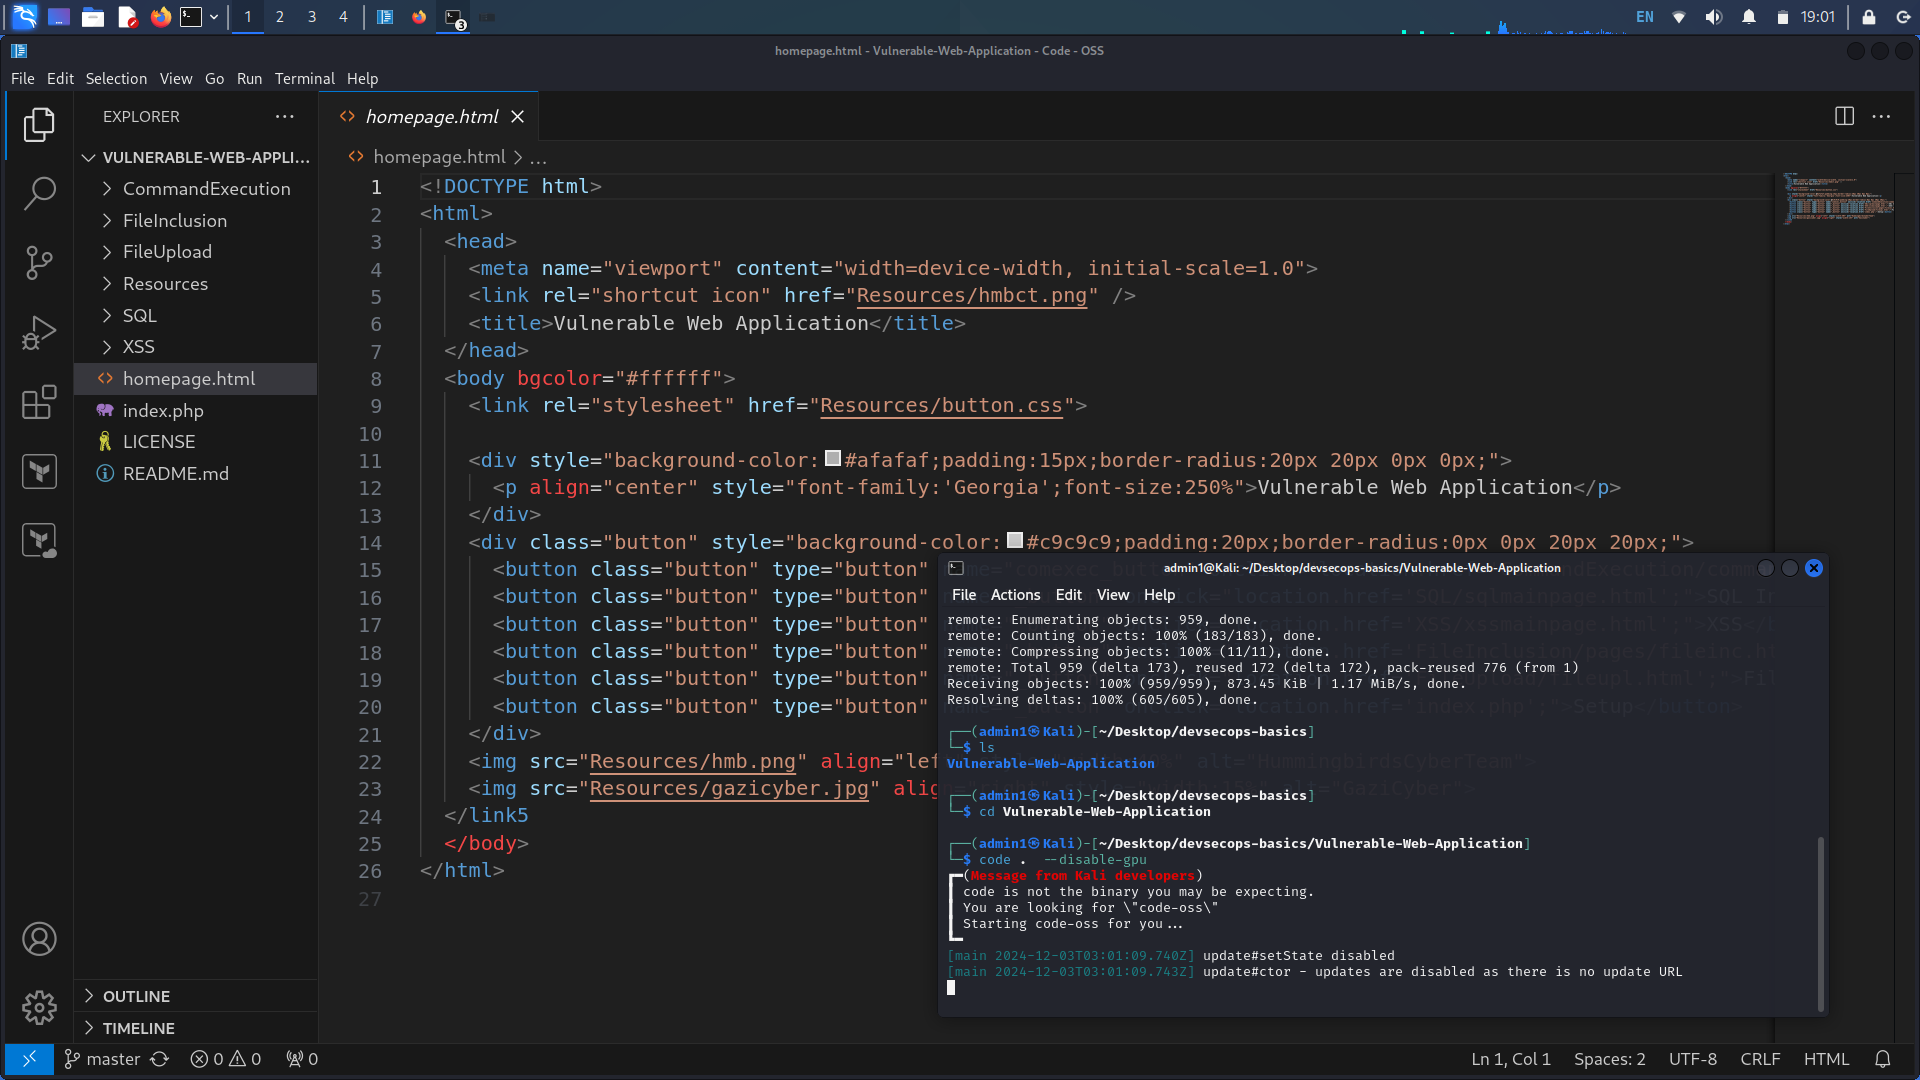 1 2 3 4 3 EN 19:01
homepage.html - Vulnerable-Web-Application - Code - OSS
File Edit Selection View Go Run Terminal Help
EXPLORER
VULNERABLE-WEB-APPLI...
CommandExecution
FileInclusion
FileUpload
Resources
SQL
XSS
homepage.html
index.php
LICENSE
README.md
OUTLINE
TIMELINE
homepage.html
homepage.html > ...
1 <!DOCTYPE html>
2 <html>
3 <head>
4 <meta name="viewport" content="width=device-width, initial-scale=1.0">
5 <link rel="shortcut icon" href="Resources/hmbct.png" />
6 <title>Vulnerable Web Application</title>
7 </head>
8 <body bgcolor="#ffffff">
9 <link rel="stylesheet" href="Resources/button.css">
10
11 <div style="background-color:#afafaf;padding:15px;border-radius:20px 20px 0px 0px;">
12 <p align="center" style="font-family:'Georgia';font-size:250%">Vulnerable Web Application</p>
13 </div>
14 <div class="button" style="background-color:#c9c9c9;padding:20px;border-radius:0px 0px 20px 20px;">
15 <button class="button" type="button"
16 <button class="button" type="button"
17 <button class="button" type="button"
18 <button class="button" type="button"
19 <button class="button" type="button"
20 <button class="button" type="button"
21 </div>
22 <img src="Resources/hmb.png" align="lef
23 <img src="Resources/gazicyber.jpg" alig
24 </link5
25 </body>
26 </html>
27
admin1@Kali: ~/Desktop/devsecops-basics/Vulnerable-Web-Application
File Actions Edit View Help
remote: Enumerating objects: 959, done.
remote: Counting objects: 100% (183/183), done.
remote: Compressing objects: 100% (11/11), done.
remote: Total 959 (delta 173), reused 172 (delta 172), pack-reused 776 (from 1)
Receiving objects: 100% (959/959), 873.45 KiB | 1.17 MiB/s, done.
Resolving deltas: 100% (605/605), done.
┌──(admin1㉿Kali)-[~/Desktop/devsecops-basics]
└─$ ls
Vulnerable-Web-Application
┌──(admin1㉿Kali)-[~/Desktop/devsecops-basics]
└─$ cd Vulnerable-Web-Application
┌──(admin1㉿Kali)-[~/Desktop/devsecops-basics/Vulnerable-Web-Application]
└─$ code . --disable-gpu
┏━(Message from Kali developers)
┃ code is not the binary you may be expecting.
┃ You are looking for \"code-oss\"
┃ Starting code-oss for you...
┗━
[main 2024-12-03T03:01:09.740Z] update#setState disabled
[main 2024-12-03T03:01:09.743Z] update#ctor - updates are disabled as there is no update URL
master 0 0 0 Ln 1, Col 1 Spaces: 2 UTF-8 CRLF HTML